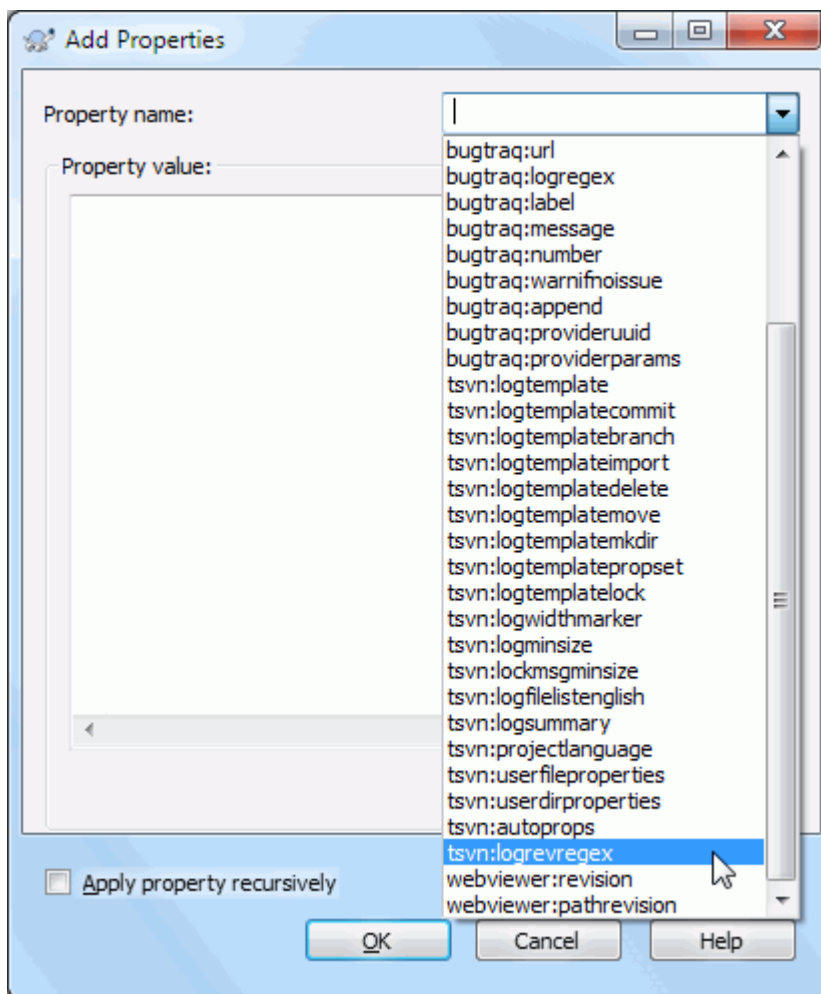 Add Properties
Property name:
Property value:
bugtraq:url
bugtraq:logregex
bugtraq:label
bugtraq:message
bugtraq:number
bugtraq:warnifnoissue
bugtraq:append
bugtraq:provideruuid
bugtraq:providerparams
tsvn:logtemplate
tsvn:logtemplatecommit
tsvn:logtemplatebranch
tsvn:logtemplateimport
tsvn:logtemplatedelete
tsvn:logtemplatemove
tsvn:logtemplatemkdir
tsvn:logtemplatepropset
tsvn:logtemplatelock
tsvn:logwidthmarker
tsvn:logminsize
tsvn:lockmsgminsize
tsvn:logfilelistenglish
tsvn:logsummary
tsvn:projectlanguage
tsvn:userfileproperties
tsvn:userdirproperties
tsvn:autoprops
tsvn:logrevregex
webviewer:revision
webviewer:pathrevision
Apply property recursively
OK
Cancel
Help